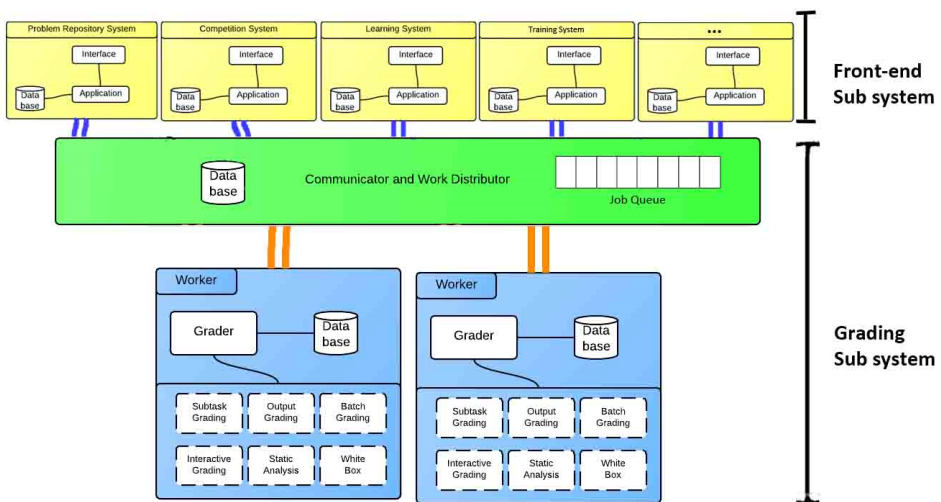 Problem Repository System
Competition System
Learning System
Training System
...
Interface
Interface
Interface
Interface
Interface
Data
base
Application
Data
base
Application
Data
base
Application
Data
base
Application
Data
base
Application
Front-end
Sub system
Data
base
Communicator and Work Distributor
Job Queue
Worker
Grader
Data
base
Subtask
Grading
Output
Grading
Batch
Grading
Interactive
Grading
Static
Analysis
White
Box
Worker
Grader
Data
base
Subtask
Grading
Output
Grading
Batch
Grading
Interactive
Grading
Static
Analysis
White
Box
Grading
Sub system